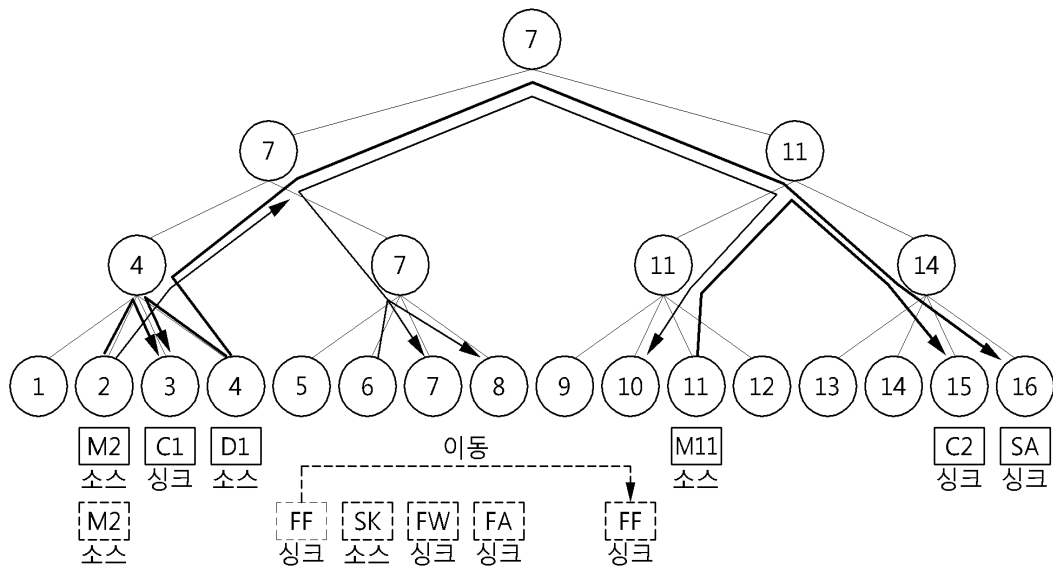 7
7 11
4 7 11 14
1 2 3 4 5 6 7 8 9 10 11 12 13 14 15 16
M2 C1 D1 이동 M11 C2 SA
소스 싱크 소스 소스 싱크 싱크
M2 FF SK FW FA FF
소스 싱크 소스 싱크 싱크 싱크